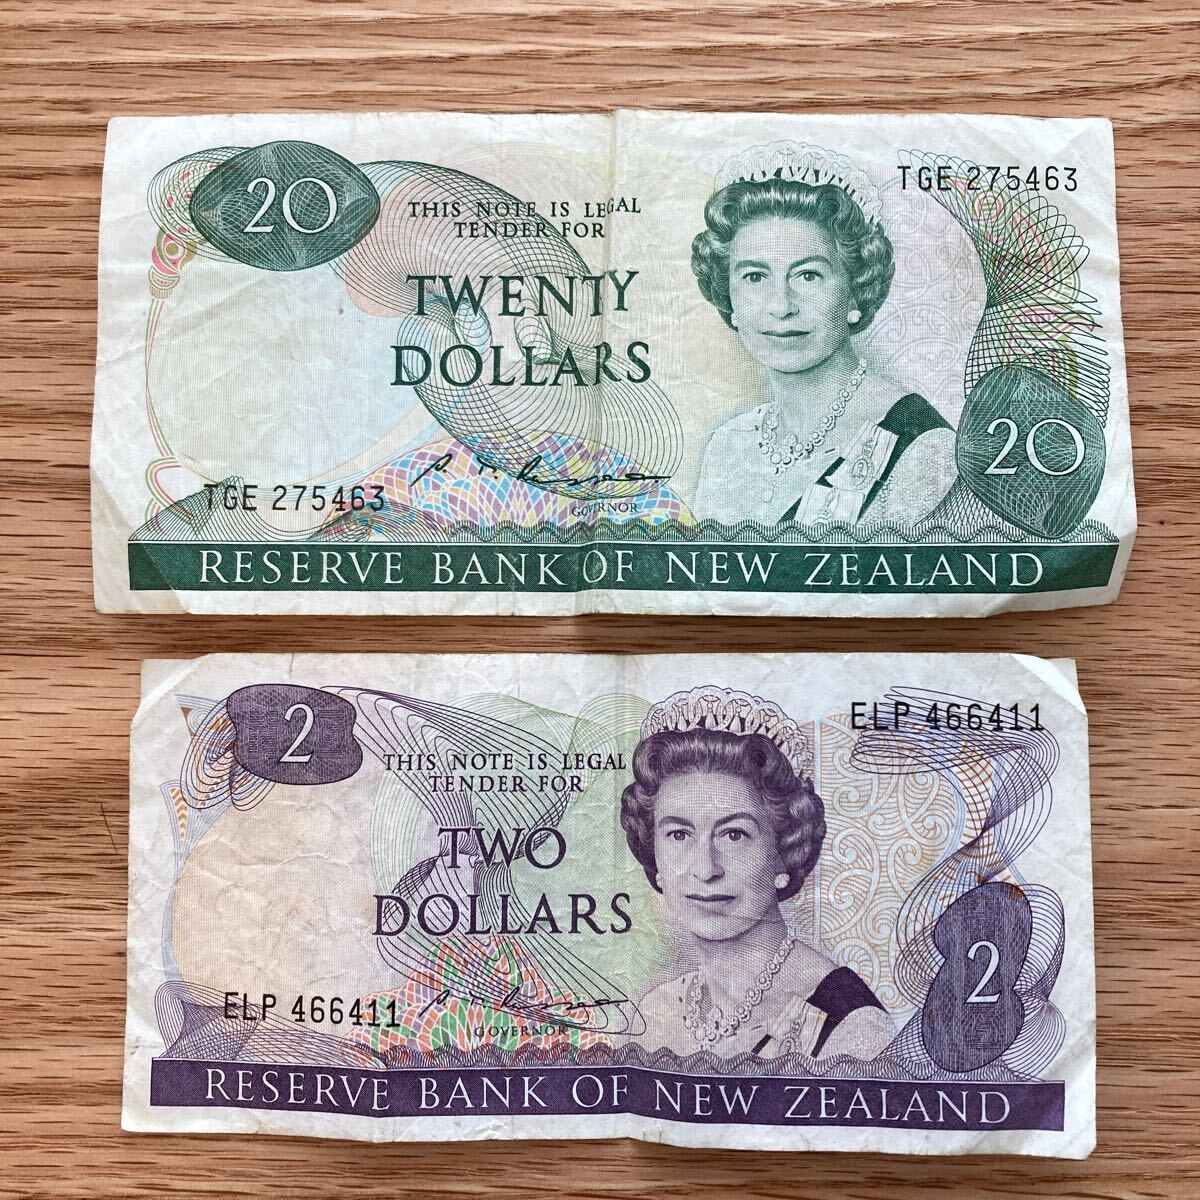 20
TGE 275463
THIS NOTE IS LEGAL
TENDER FOR
TWENTY
DOLLARS
20
TGE 275463
GOVERNOR
RESERVE BANK OF NEW ZEALAND
2
ELP 466411
THIS NOTE IS LEGAL
TENDER FOR
TWO
DOLLARS
2
ELP 466411
GOVERNOR
RESERVE BANK OF NEW ZEALAND